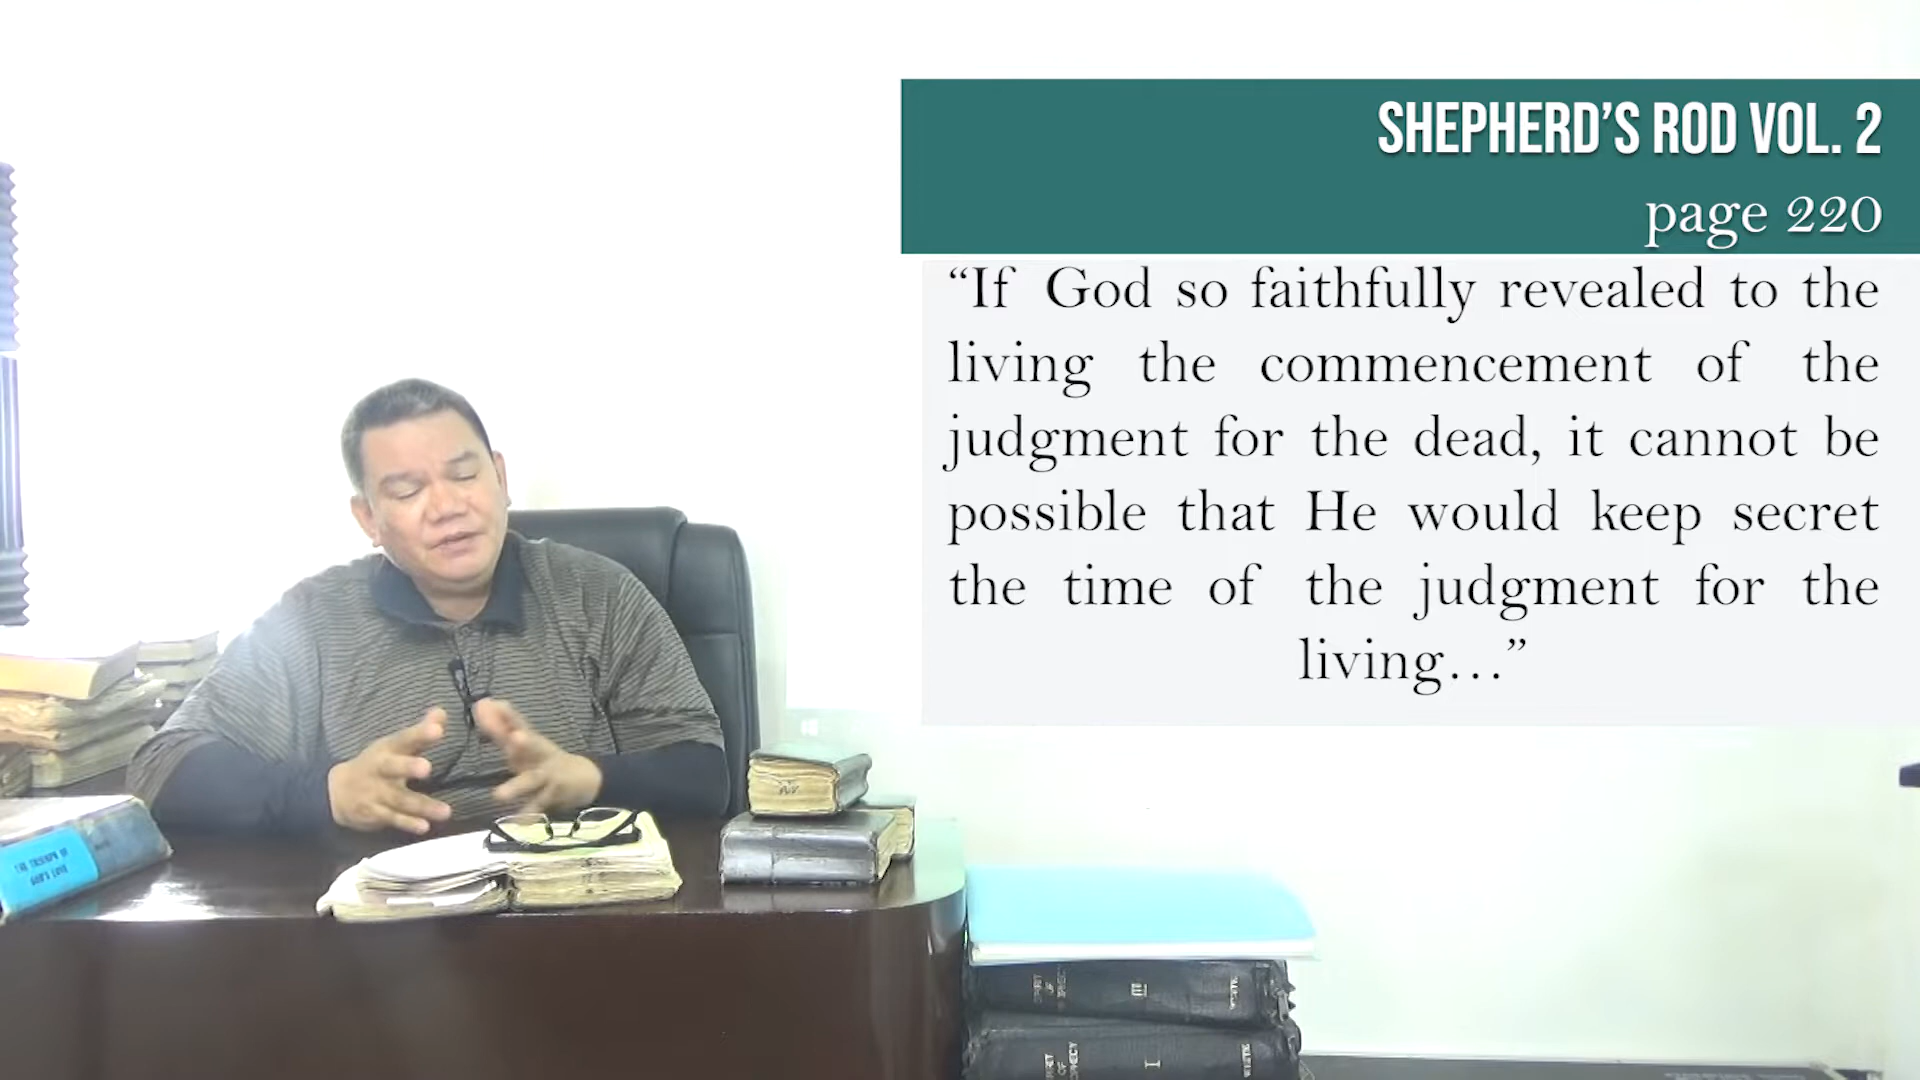 SHEPHERD'S ROD VOL. 2
page 220
“If God so faithfully revealed to the
living the commencement of the
judgment for the dead, it cannot be
possible that He would keep secret
the time of the judgment for the
living...”
III
I
WHITE